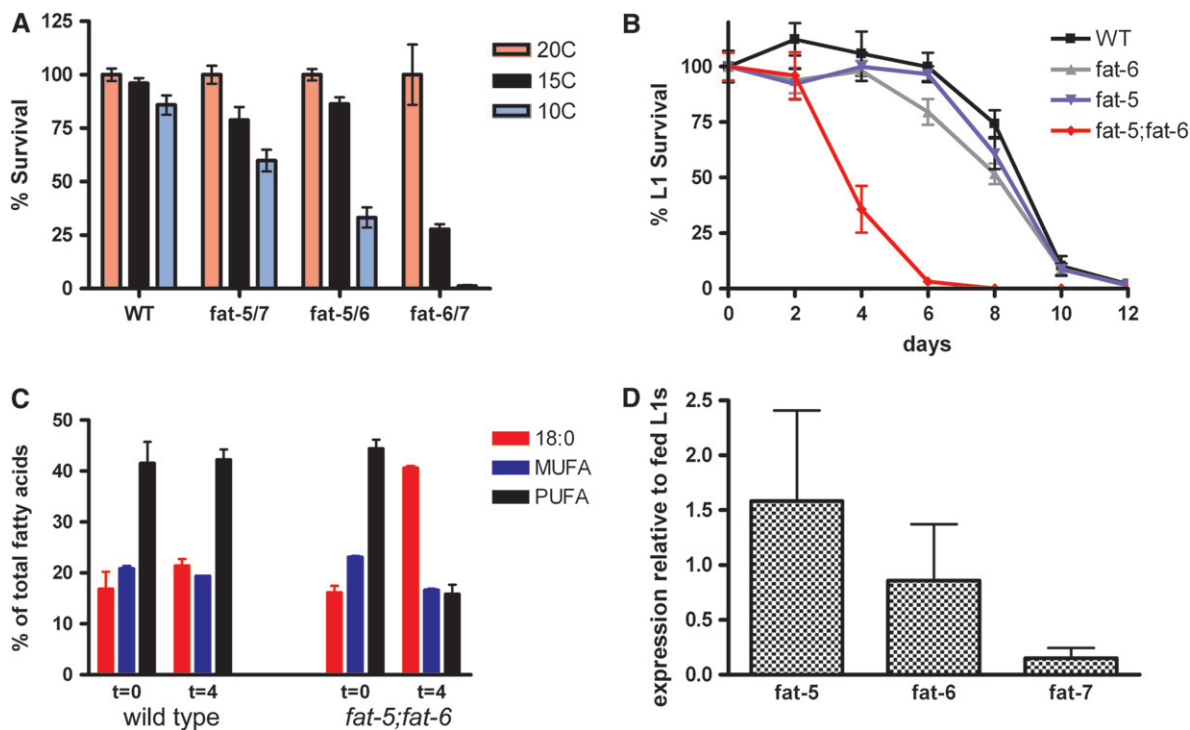 A
% Survival
125
100
75
50
25
0
WT
fat-5/7
fat-5/6
fat-6/7
20C
15C
10C
B
% L1 Survival
100
75
50
25
0
0
2
4
6
8
10
12
days
WT
fat-6
fat-5
fat-5;fat-6
C
% of total fatty acids
50
40
30
20
10
0
t=0
t=4
t=0
t=4
wild type
fat-5;fat-6
18:0
MUFA
PUFA
D
expression relative to fed L1s
2.5
2.0
1.5
1.0
0.5
0.0
fat-5
fat-6
fat-7